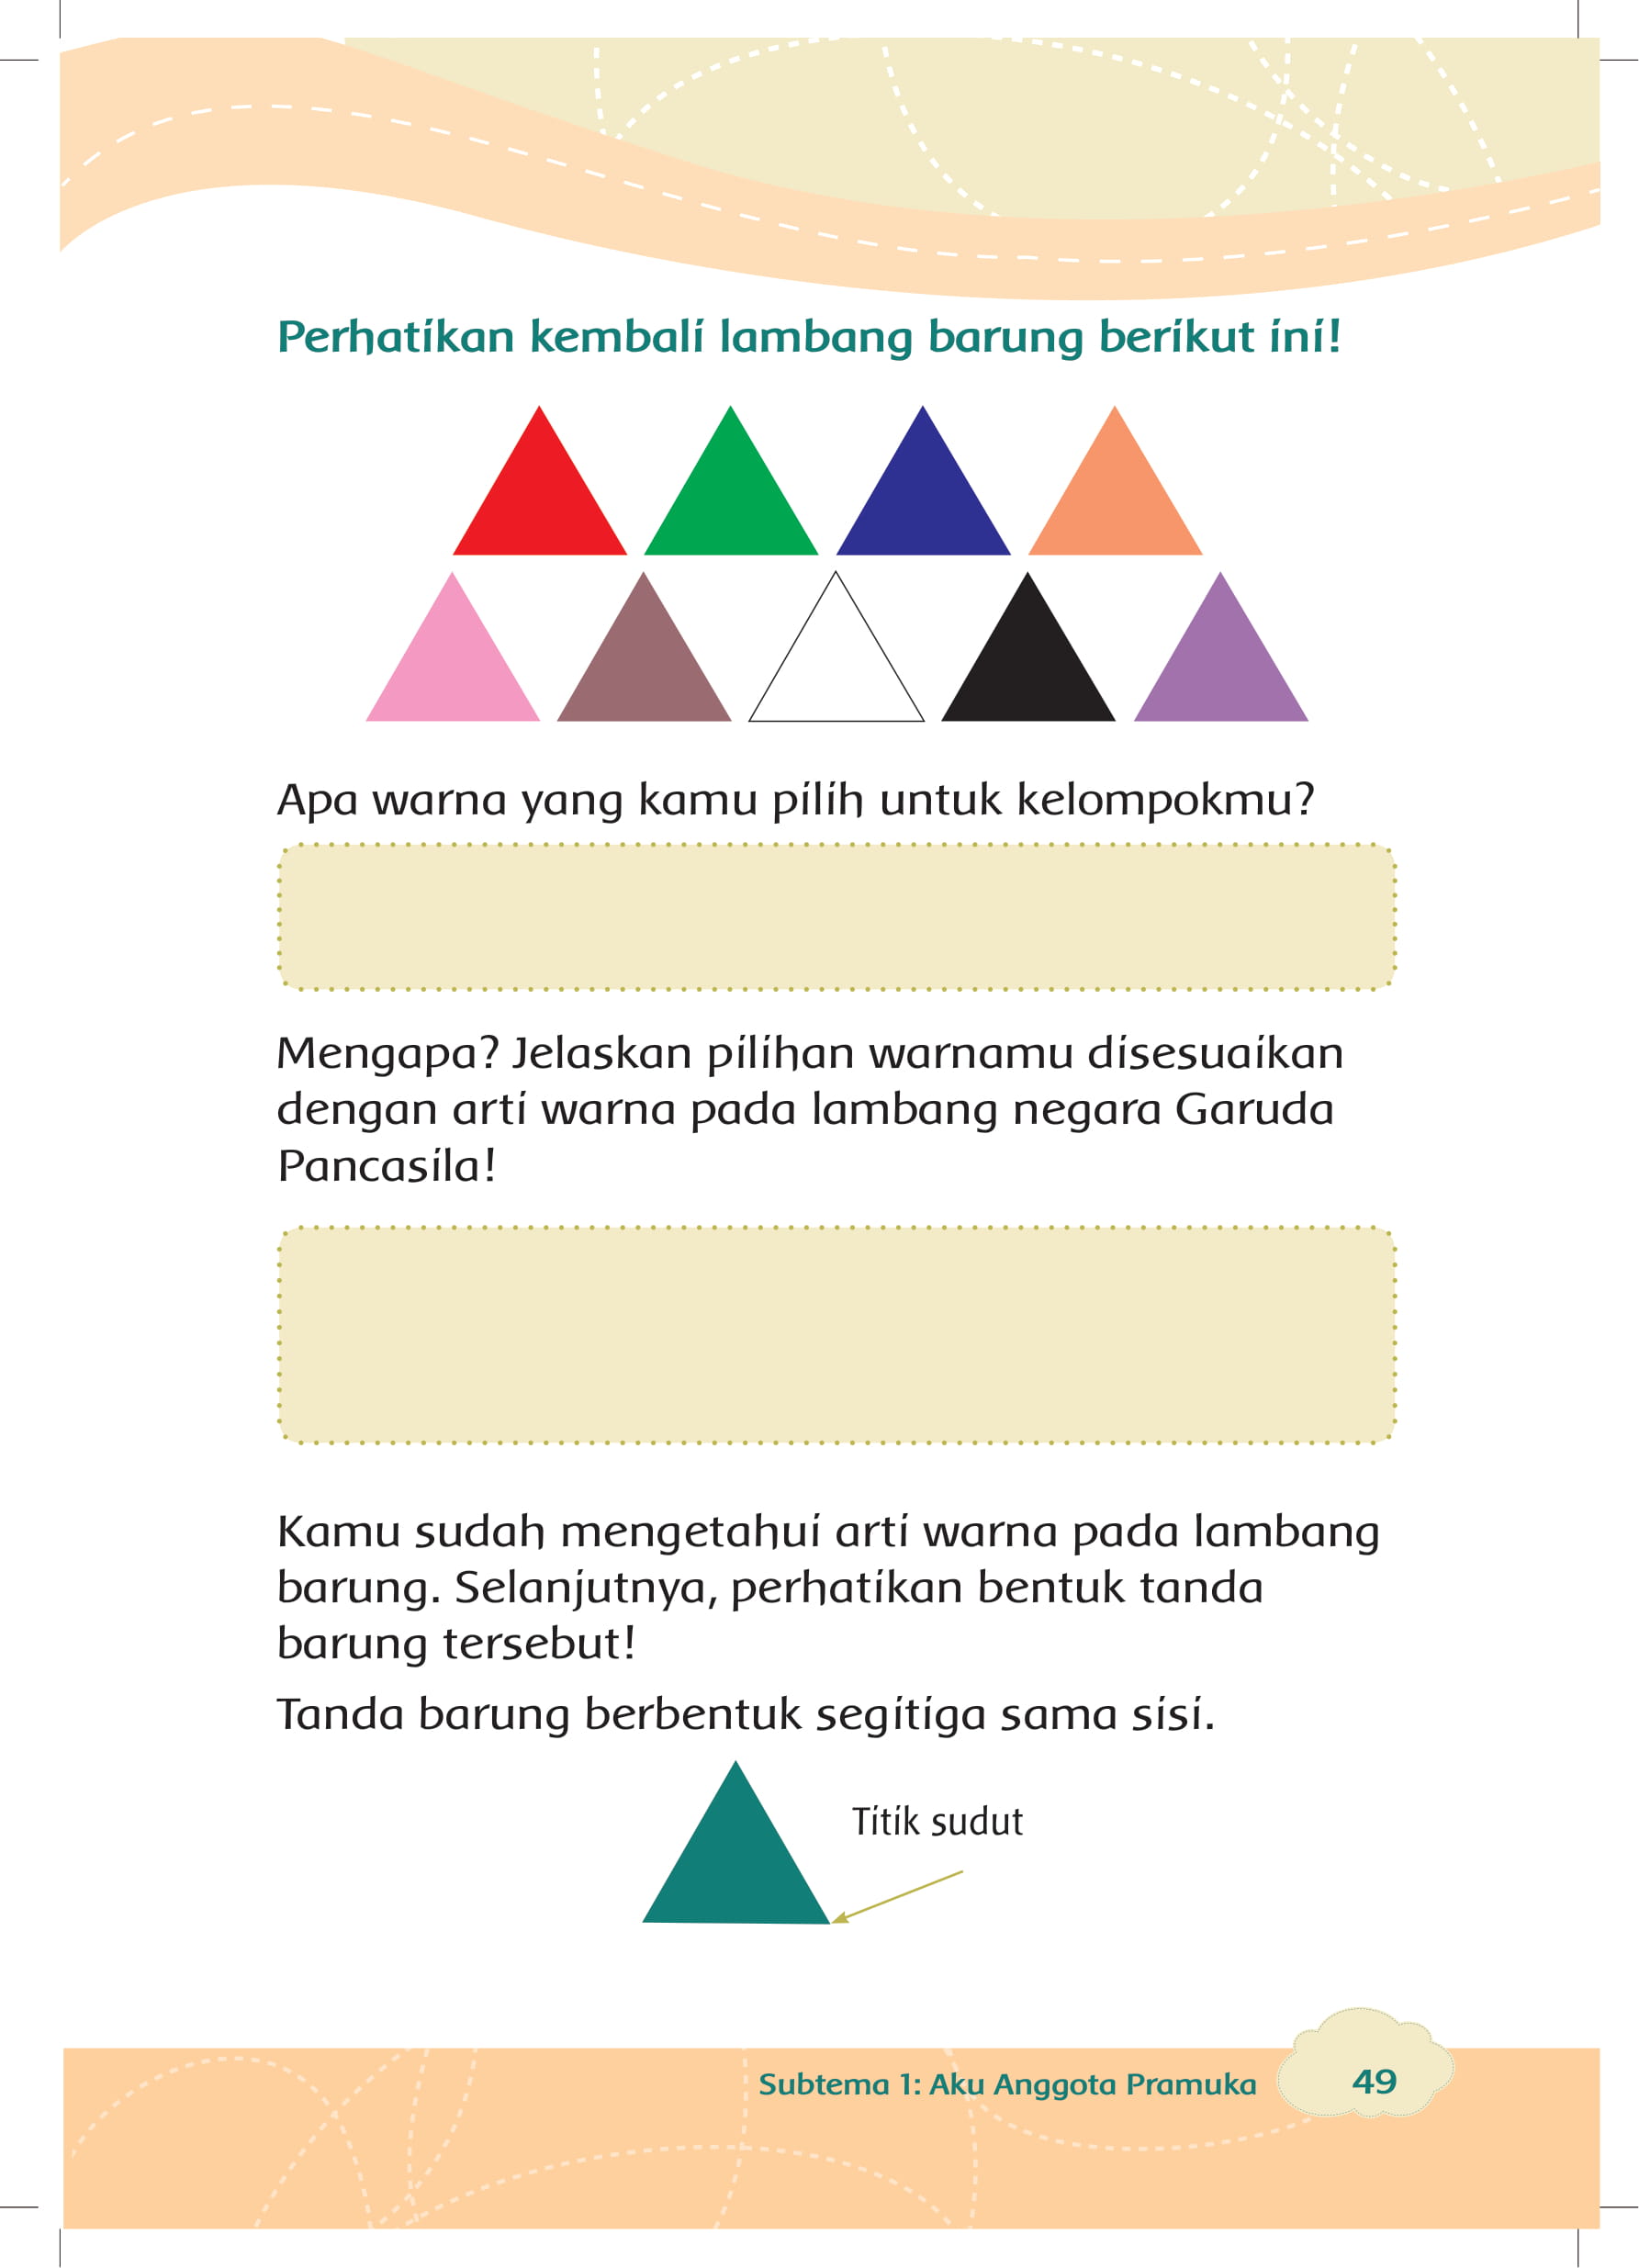 Perhatikan kembali lambang barung berikut ini!
Apa warna yang kamu pilih untuk kelompokmu?
Mengapa? Jelaskan pilihan warnamu disesuaikan
dengan arti warna pada lambang negara Garuda
Pancasila!
Kamu sudah mengetahui arti warna pada lambang
barung. Selanjutnya, perhatikan bentuk tanda
barung tersebut!
Tanda barung berbentuk segitiga sama sisi.
Titik sudut
Subtema 1: Aku Anggota Pramuka
49